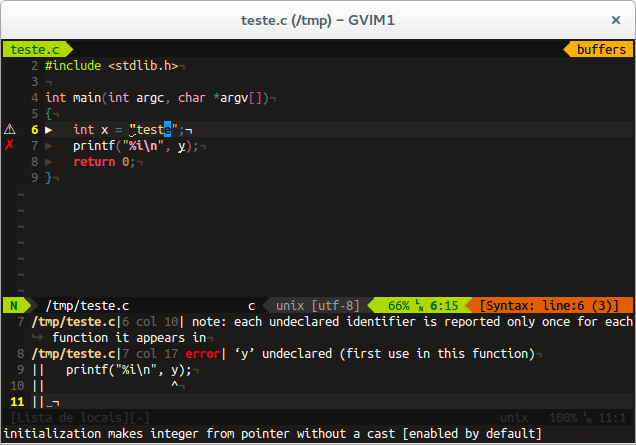 teste.c (/tmp) – GVIM1
teste.c buffers
2 #include <stdlib.h>¬
3 ¬
4 int main(int argc, char *argv[])¬
5 {¬
⚠ 6 ▶ int x = "teste";¬
✗ 7 ▶ printf("%i\n", y);¬
8 ▶ return 0;¬
9 }¬
~
~
~
~
~
~
~
N /tmp/teste.c c unix [utf-8] 66% ␤ 6:15 [Syntax: line:6 (3)]
7 /tmp/teste.c|6 col 10| note: each undeclared identifier is reported only once for each
↪ function it appears in¬
8 /tmp/teste.c|7 col 17 error| ‘y’ undeclared (first use in this function)¬
9 ||   printf("%i\n", y);¬
10 ||                  ^¬
11 || ¬
[Lista de locais][-] unix 100% ␤ 11:1
initialization makes integer from pointer without a cast [enabled by default]